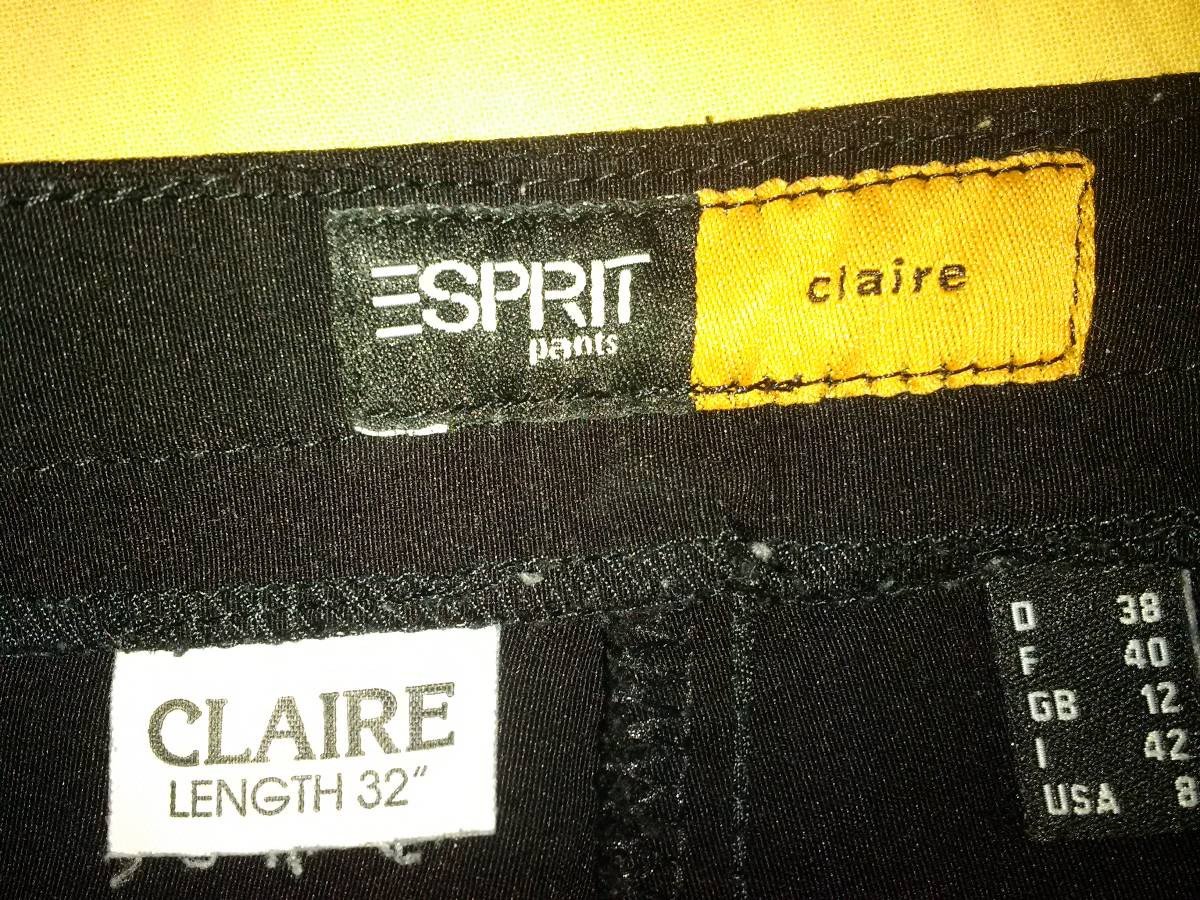 ESPRIT
pants
claire
CLAIRE
LENGTH 32"
D 38
F 40
GB 12
I 42
USA 8